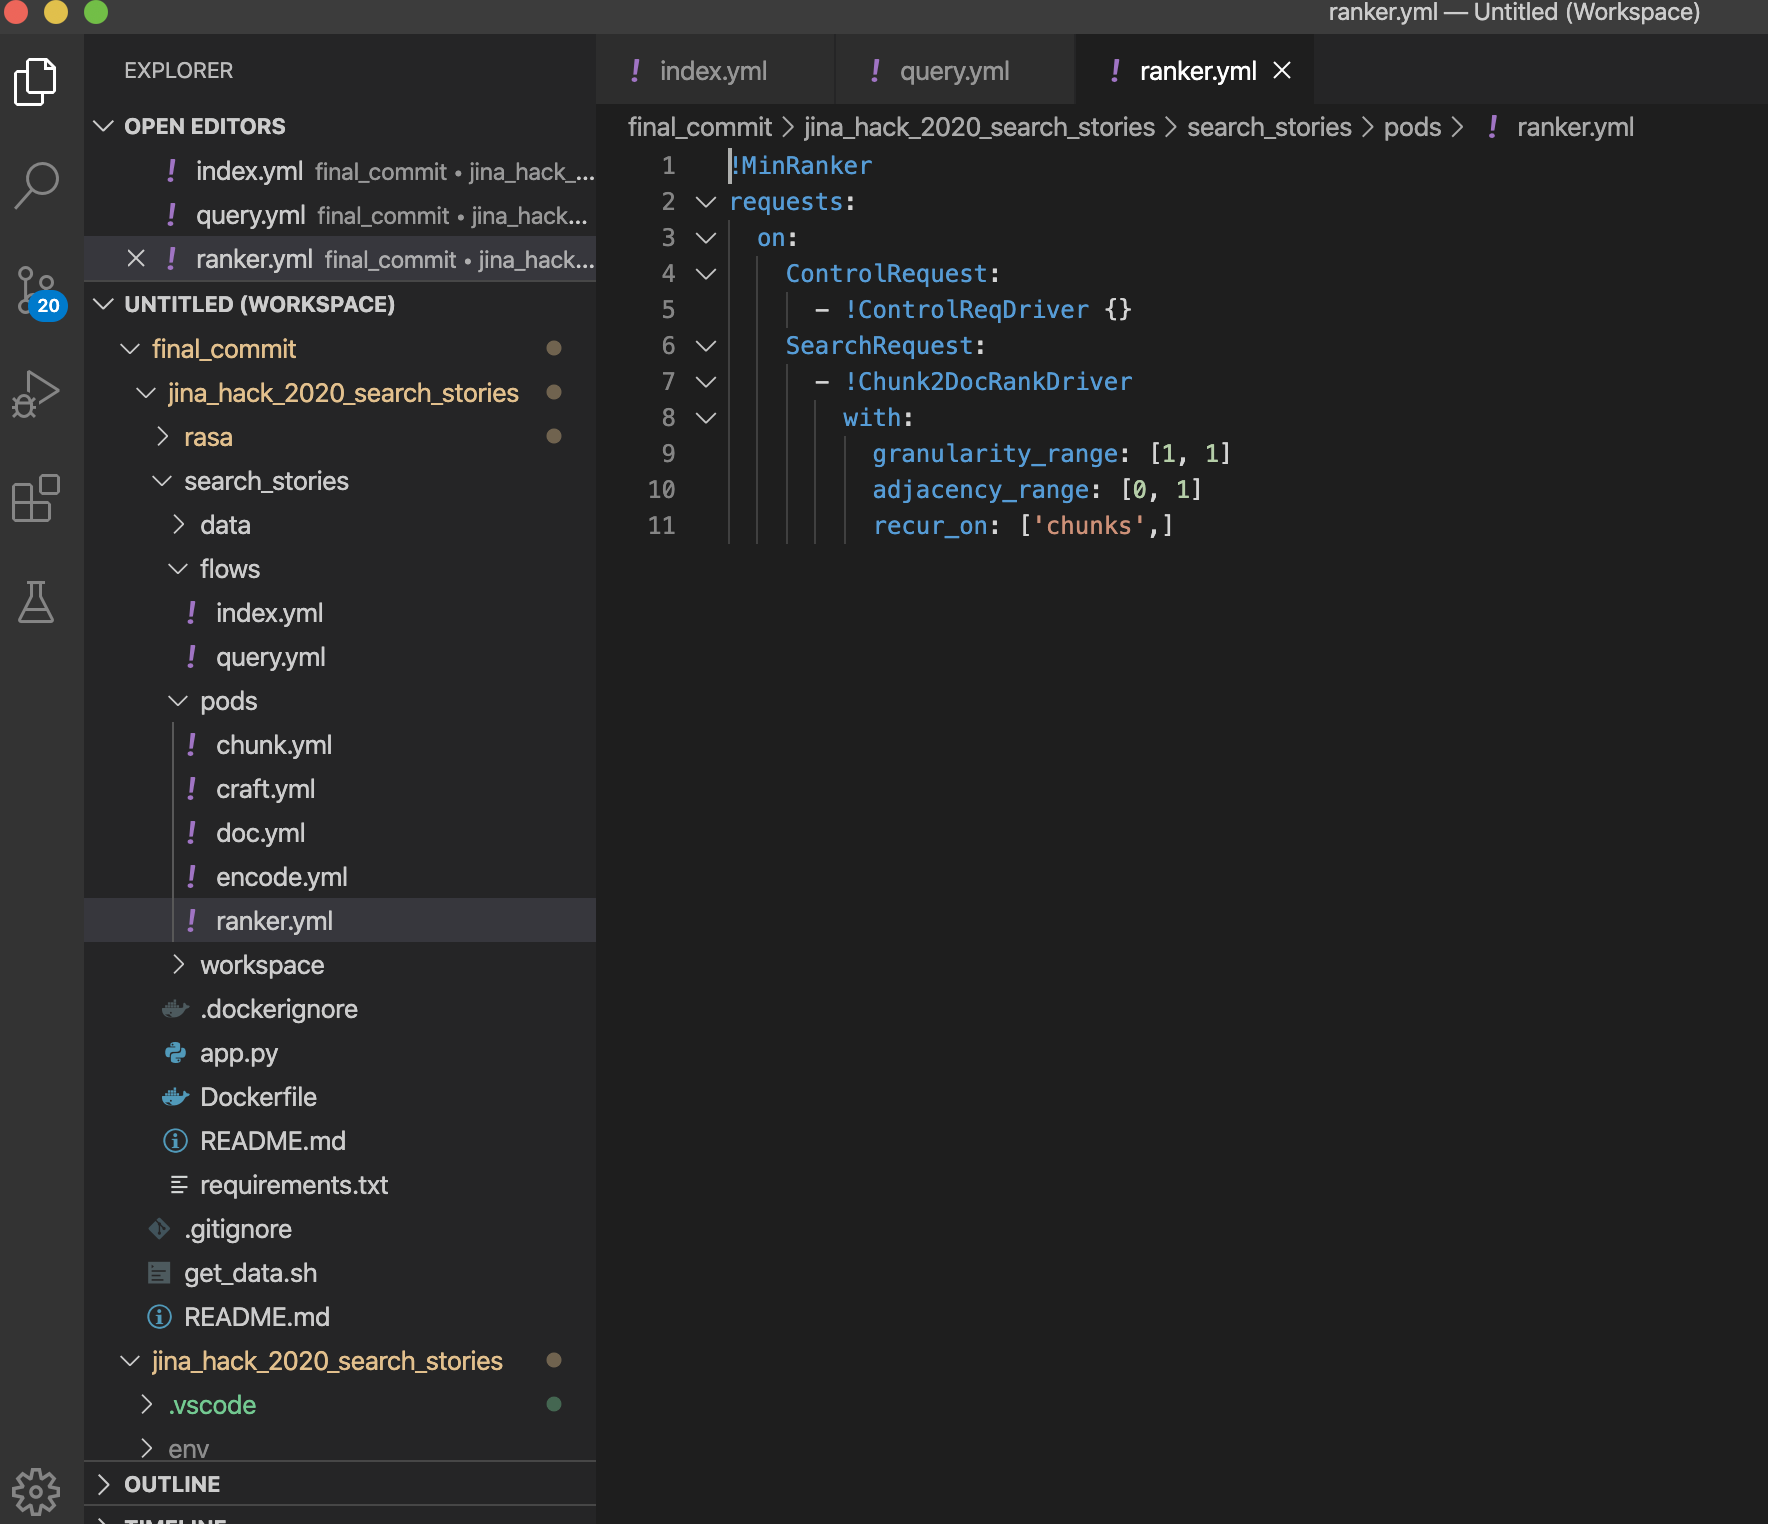 ranker.yml — Untitled (Workspace)
EXPLORER
OPEN EDITORS
! index.yml final_commit • jina_hack_...
! query.yml final_commit • jina_hack...
! ranker.yml final_commit • jina_hack...
20
UNTITLED (WORKSPACE)
final_commit
jina_hack_2020_search_stories
rasa
search_stories
data
flows
! index.yml
! query.yml
pods
! chunk.yml
! craft.yml
! doc.yml
! encode.yml
! ranker.yml
workspace
.dockerignore
app.py
Dockerfile
README.md
requirements.txt
.gitignore
get_data.sh
README.md
jina_hack_2020_search_stories
.vscode
env
OUTLINE
TIMELINE
! index.yml
! query.yml
! ranker.yml
final_commit > jina_hack_2020_search_stories > search_stories > pods > ! ranker.yml
1 !MinRanker
2 requests:
3 on:
4 ControlRequest:
5 - !ControlReqDriver {}
6 SearchRequest:
7 - !Chunk2DocRankDriver
8 with:
9 granularity_range: [1, 1]
10 adjacency_range: [0, 1]
11 recur_on: ['chunks',]